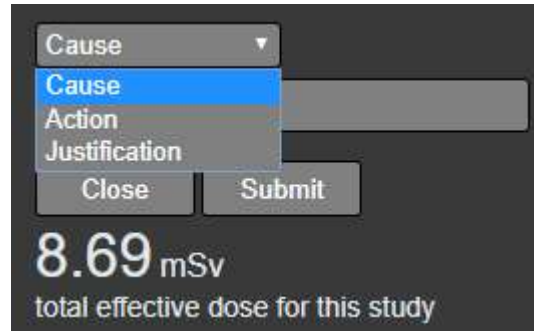 Cause
Cause
Action
Justification
Close Submit
8.69 mSv
total effective dose for this study